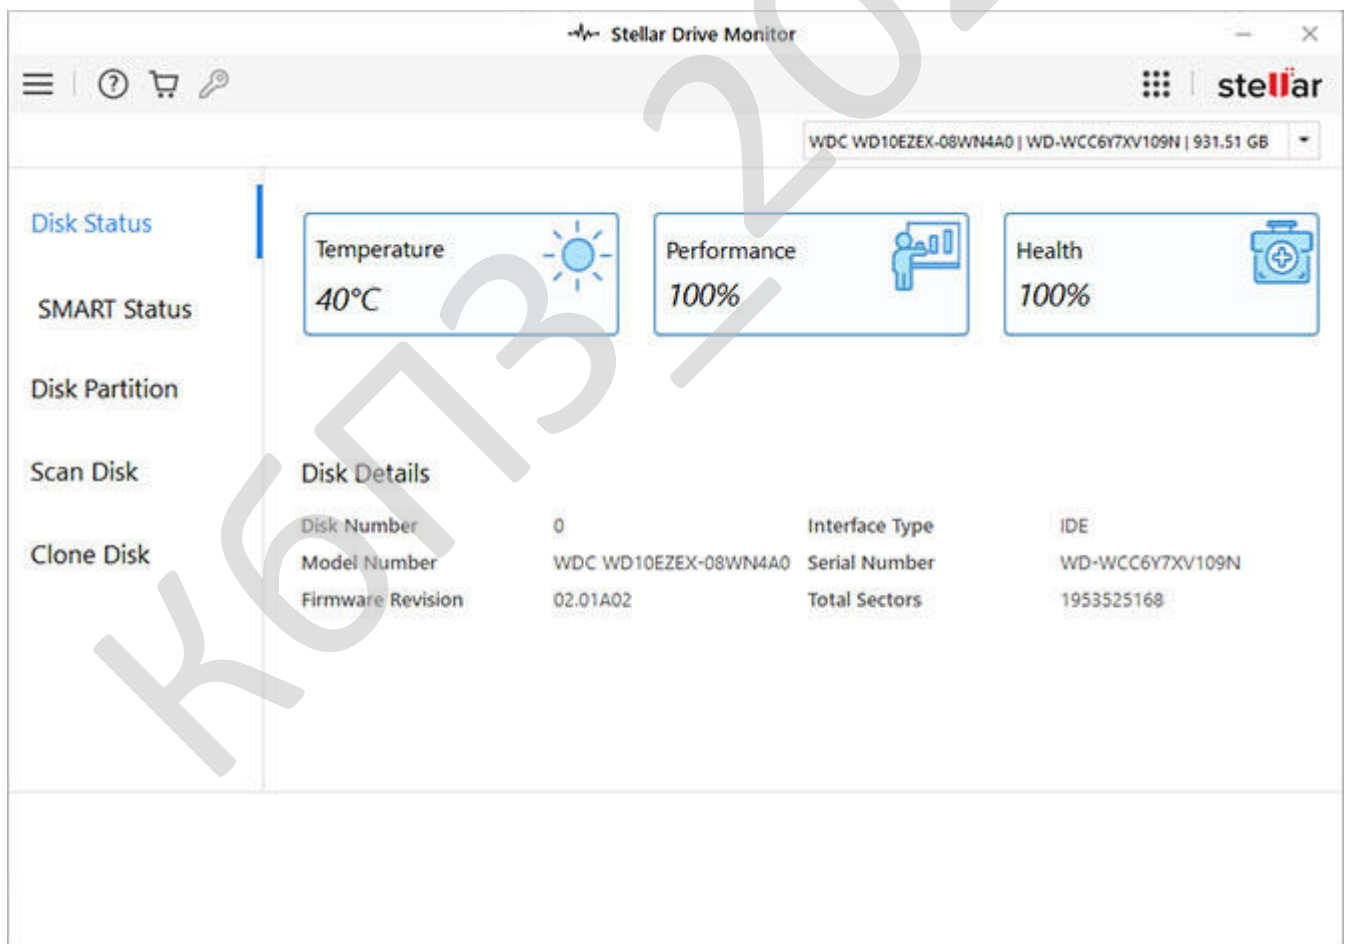 Stellar Drive Monitor
stellar
WDC WD10EZEX-08WN4A0 | WD-WCC6Y7XV109N | 931.51 GB
Disk Status
SMART Status
Disk Partition
Scan Disk
Clone Disk
Temperature
40°C
Performance
100%
Health
100%
Disk Details
Disk Number 0 Interface Type IDE
Model Number WDC WD10EZEX-08WN4A0 Serial Number WD-WCC6Y7XV109N
Firmware Revision 02.01A02 Total Sectors 1953525168